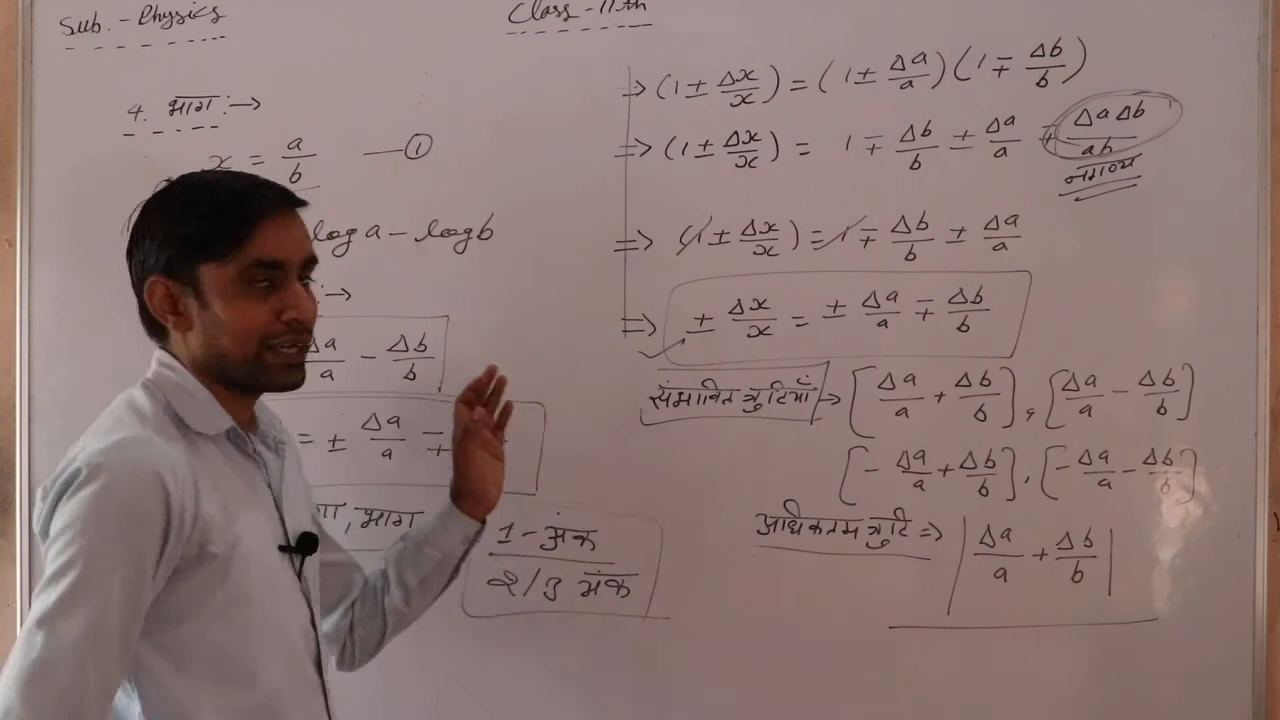 Sub. - Physics
Class - 11th
4. भाग :→
x = a/b —①
log a - log b
:→
Δa/a - Δb/b
= ± Δa/a ∓
, भाग
1 - अंक
२/3 अंक
⇒ (1 ± Δx/x) = (1 ± Δa/a)(1 ∓ Δb/b)
⇒ (1 ± Δx/x) = 1 ∓ Δb/b ± Δa/a ∓ ΔaΔb/ab
नगण्य
⇒ (1 ± Δx/x) = 1 ∓ Δb/b ± Δa/a
⇒ ± Δx/x = ± Δa/a ∓ Δb/b
संभावित त्रुटियां → [Δa/a + Δb/b], [Δa/a - Δb/b]
[-Δa/a + Δb/b], [-Δa/a - Δb/b]
अधिकतम त्रुटि ⇒ |Δa/a + Δb/b|